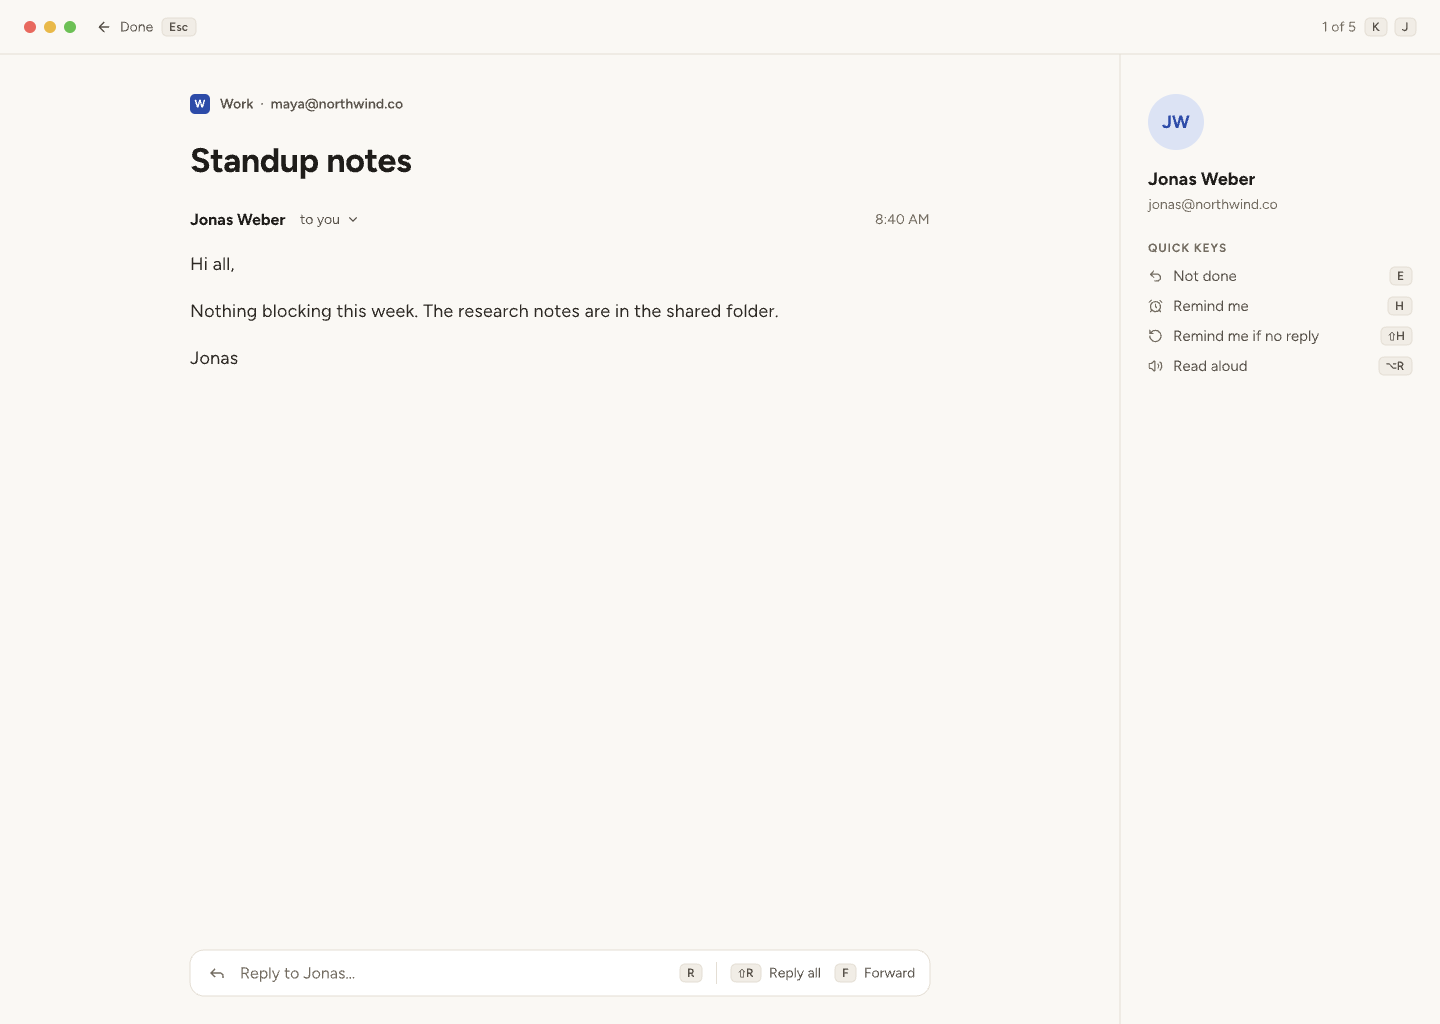 Done Esc
1 of 5 K J
W Work · maya@northwind.co
Standup notes
Jonas Weber to you
8:40 AM
Hi all,
Nothing blocking this week. The research notes are in the shared folder.
Jonas
Reply to Jonas... R ⇧R Reply all F Forward
JW
Jonas Weber
jonas@northwind.co
QUICK KEYS
Not done E
Remind me H
Remind me if no reply ⇧H
Read aloud ⌥R